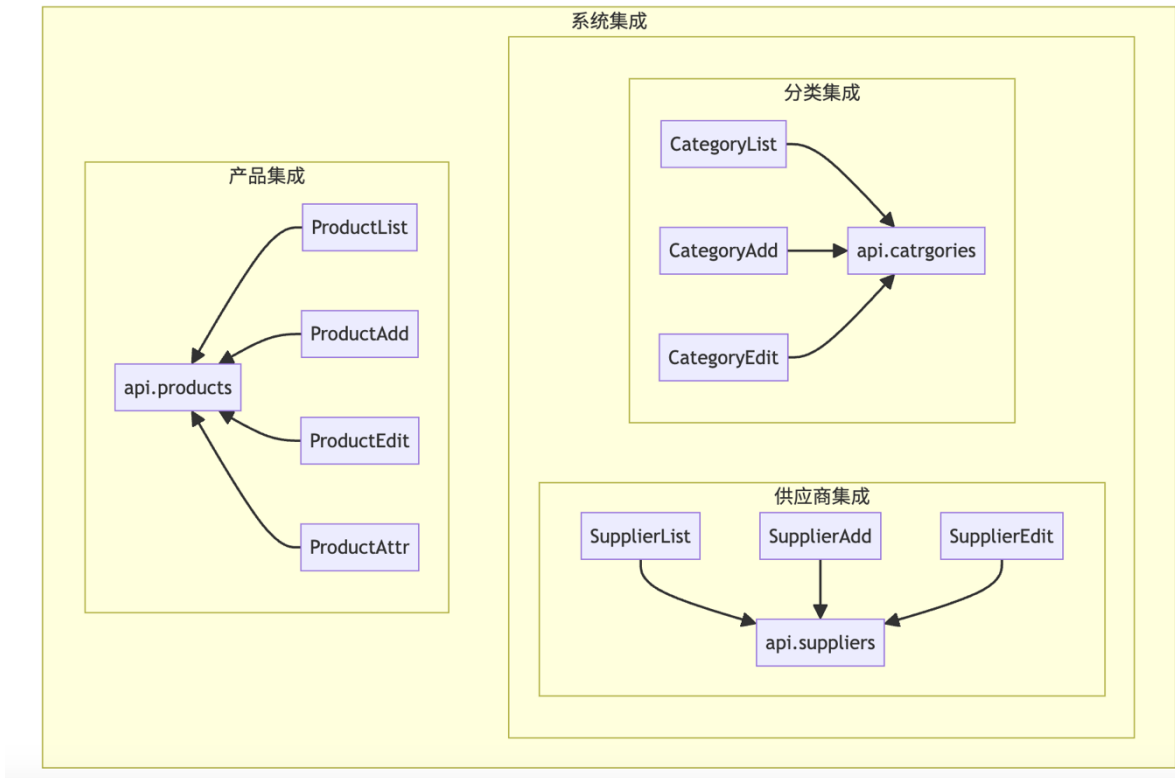 系统集成
产品集成
ProductList
ProductAdd
api.products
ProductEdit
ProductAttr
分类集成
CategoryList
CategoryAdd
api.catrgories
CategoryEdit
供应商集成
SupplierList
SupplierAdd
SupplierEdit
api.suppliers